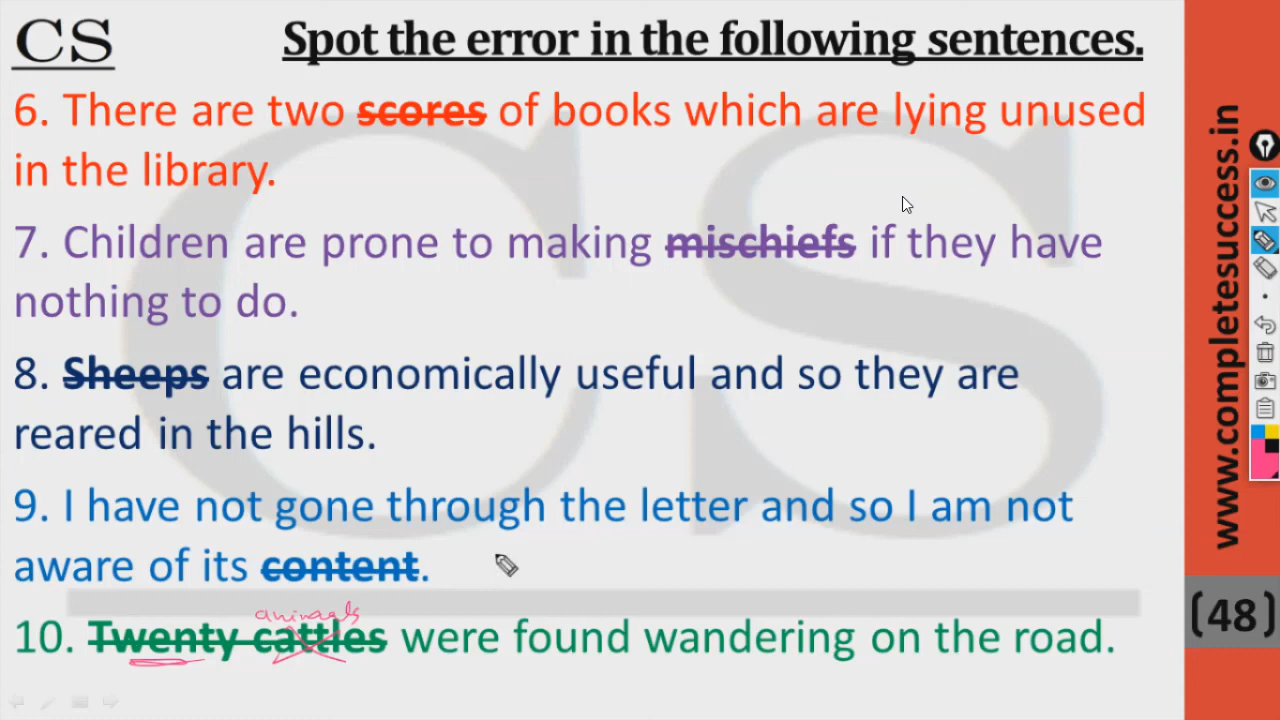 CS
Spot the error in the following sentences.
6. There are two scores of books which are lying unused
in the library.
7. Children are prone to making mischiefs if they have
nothing to do.
8. Sheeps are economically useful and so they are
reared in the hills.
9. I have not gone through the letter and so I am not
aware of its content.
animals
10. Twenty cattles were found wandering on the road.
www.completesuccess.in
(48)